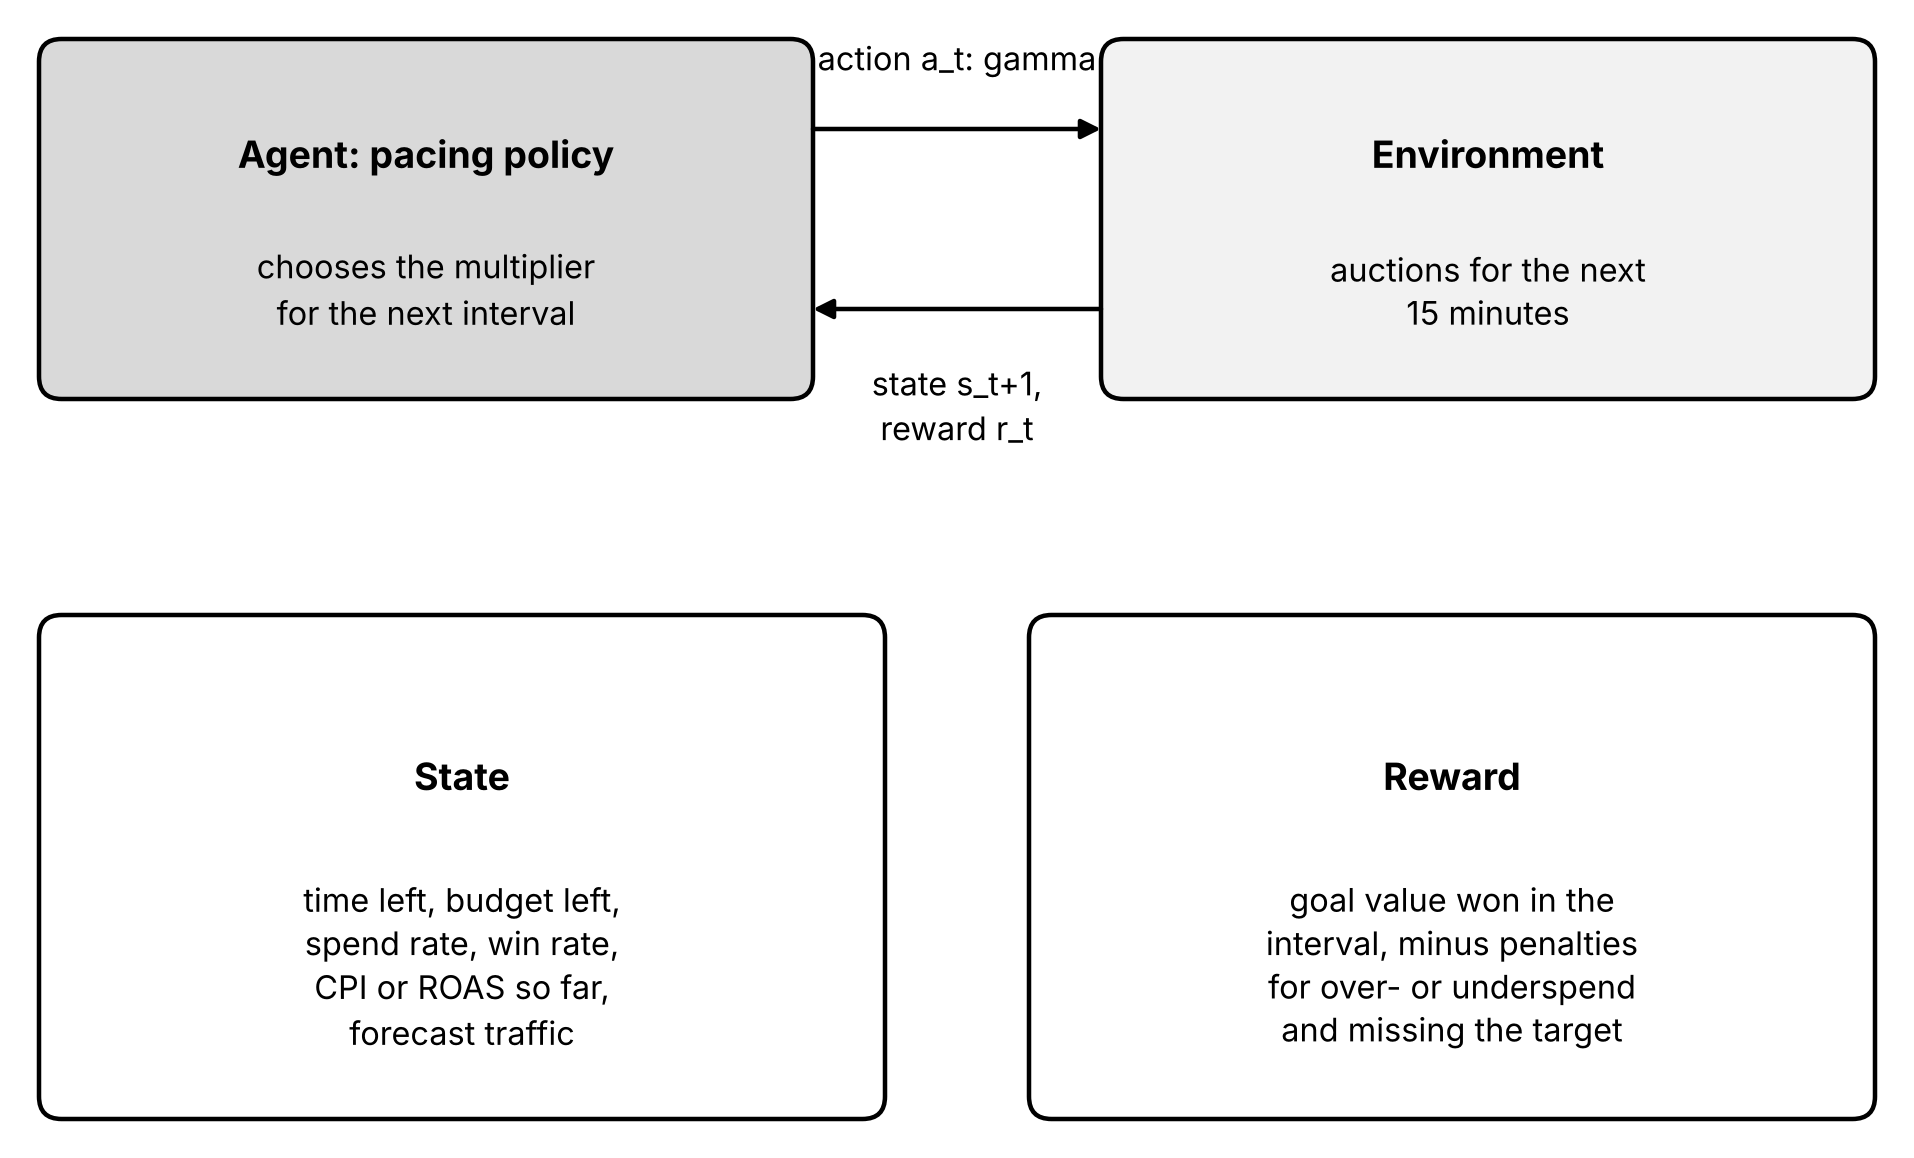 Agent: pacing policy
chooses the multiplier
for the next interval
action a_t: gamma
state s_t+1,
reward r_t
Environment
auctions for the next
15 minutes
State
time left, budget left,
spend rate, win rate,
CPI or ROAS so far,
forecast traffic
Reward
goal value won in the
interval, minus penalties
for over- or underspend
and missing the target